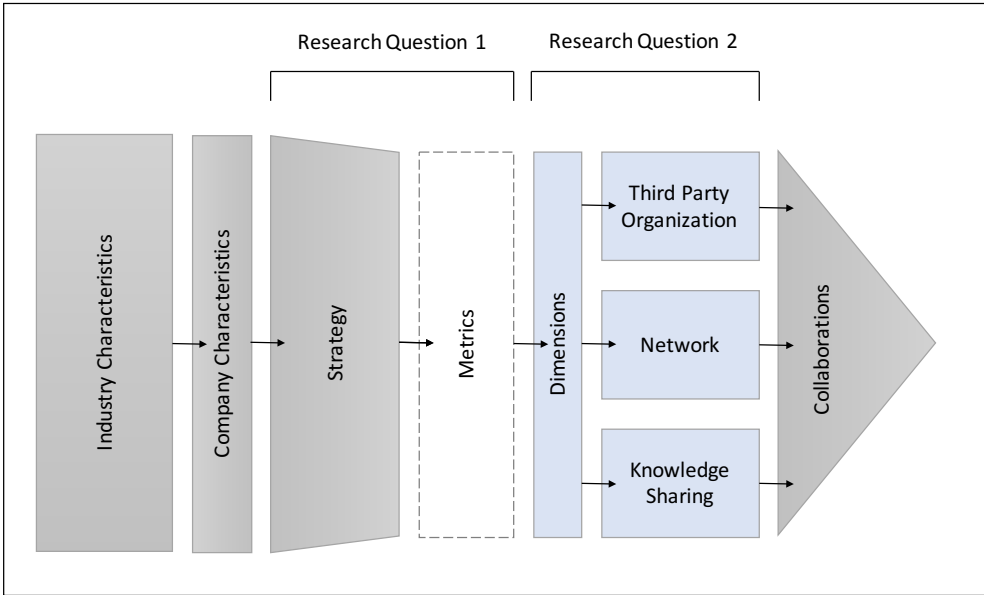 Research Question 1
Research Question 2
Industry Characteristics
Company Characteristics
Strategy
Metrics
Dimensions
Third Party
Organization
Network
Knowledge
Sharing
Collaborations